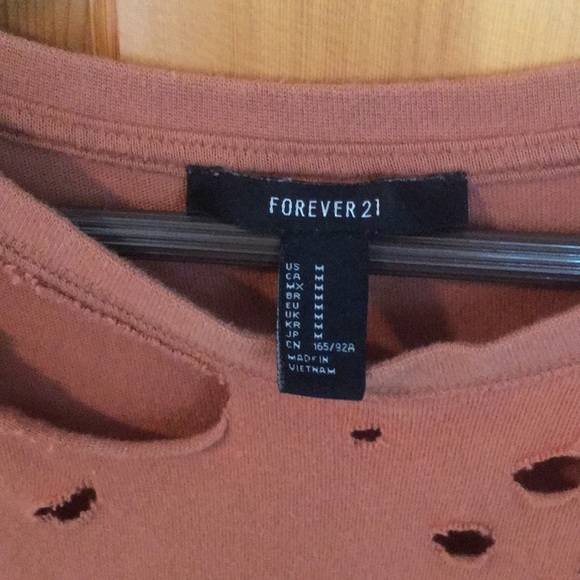 FOREVER 21
US M
CA M
MX M
BR M
EU M
UK M
KR M
JP M
CN 165/92A
MADE IN
VIETNAM